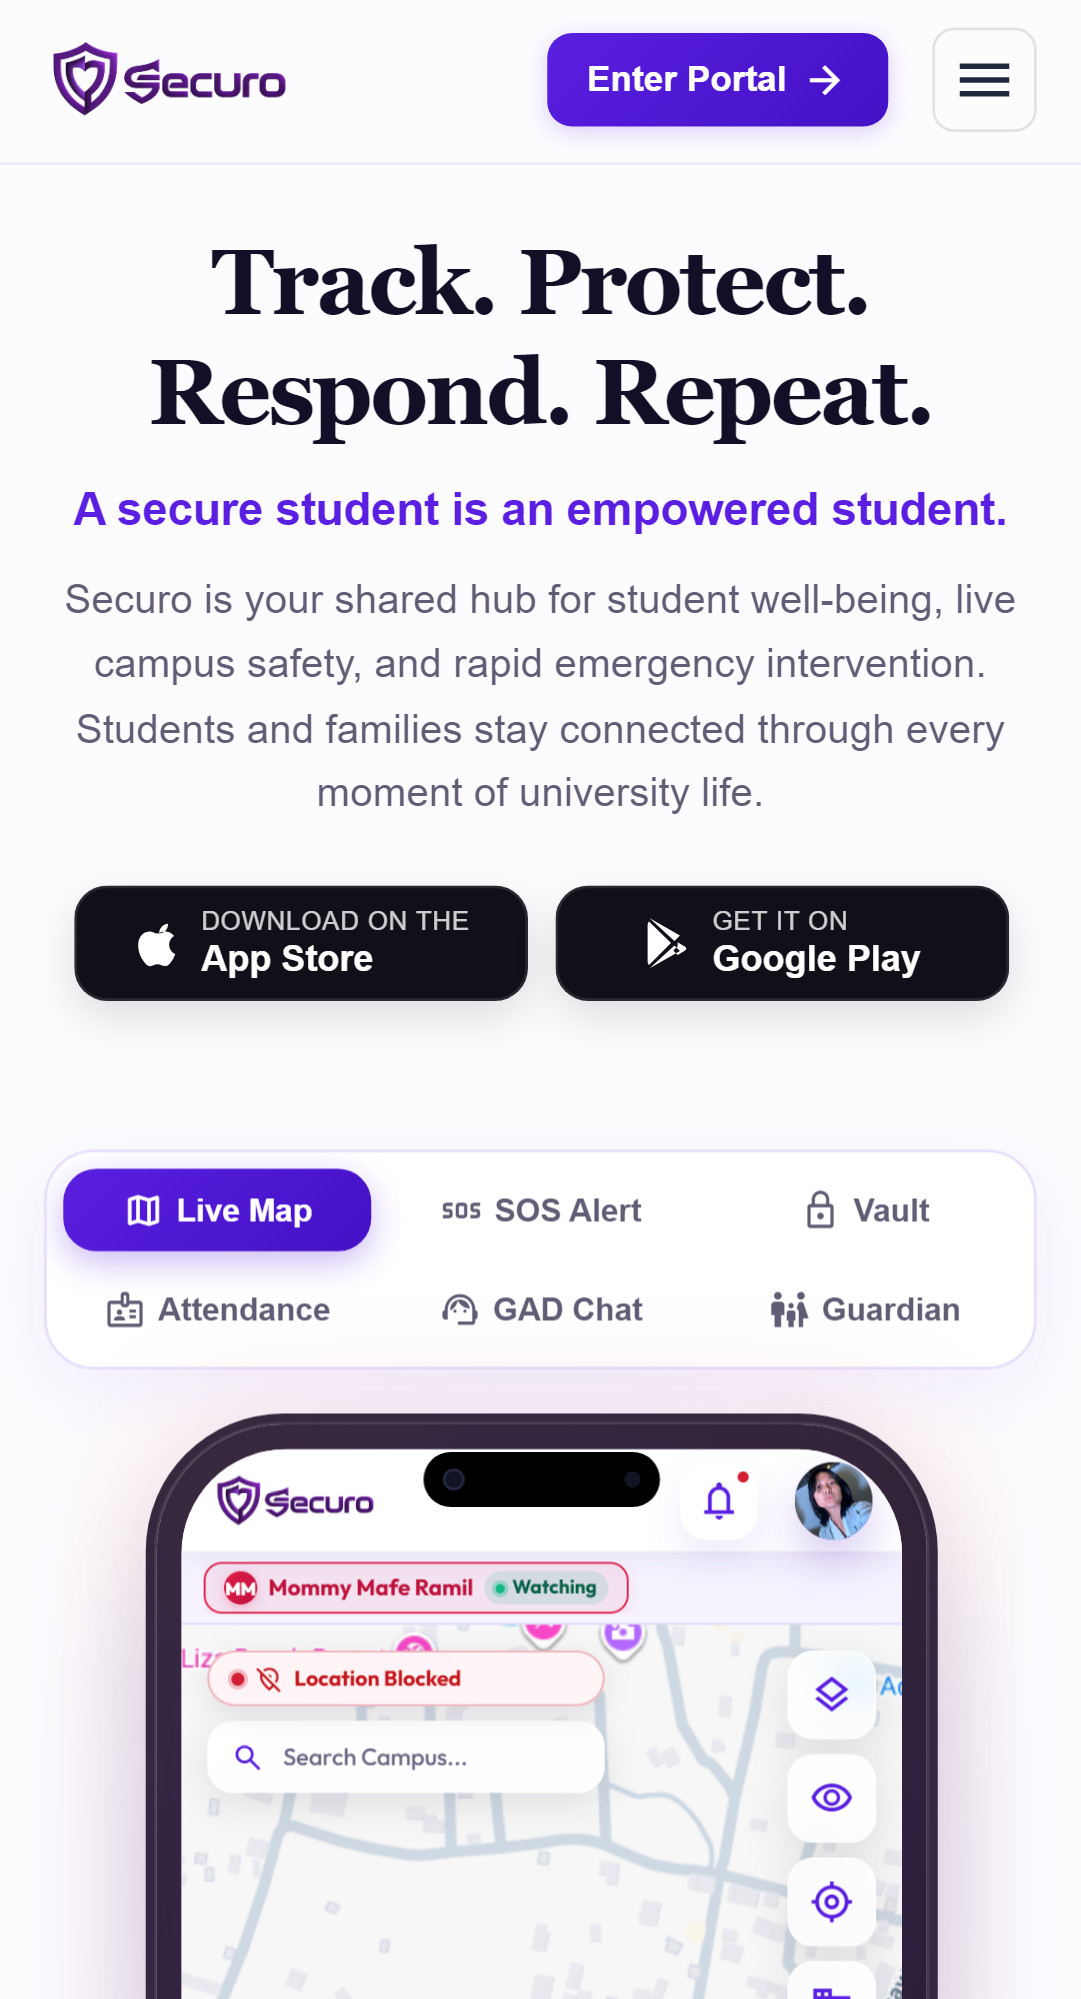 Securo
Enter Portal
Track. Protect.
Respond. Repeat.
A secure student is an empowered student.
Securo is your shared hub for student well-being, live
campus safety, and rapid emergency intervention.
Students and families stay connected through every
moment of university life.
DOWNLOAD ON THE
App Store
GET IT ON
Google Play
Live Map
SOS SOS Alert
Vault
Attendance
GAD Chat
Guardian
Securo
MM Mommy Mafe Ramil Watching
Location Blocked
Search Campus...